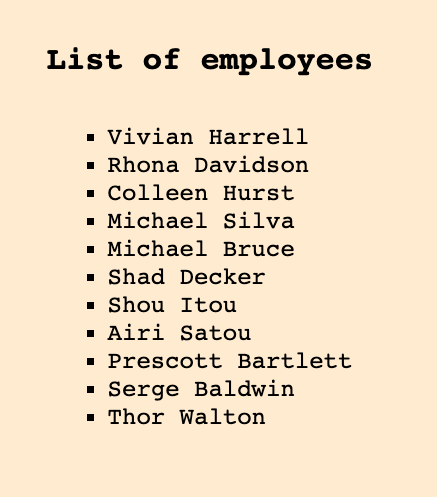 List of employees
▪ Vivian Harrell
▪ Rhona Davidson
▪ Colleen Hurst
▪ Michael Silva
▪ Michael Bruce
▪ Shad Decker
▪ Shou Itou
▪ Airi Satou
▪ Prescott Bartlett
▪ Serge Baldwin
▪ Thor Walton